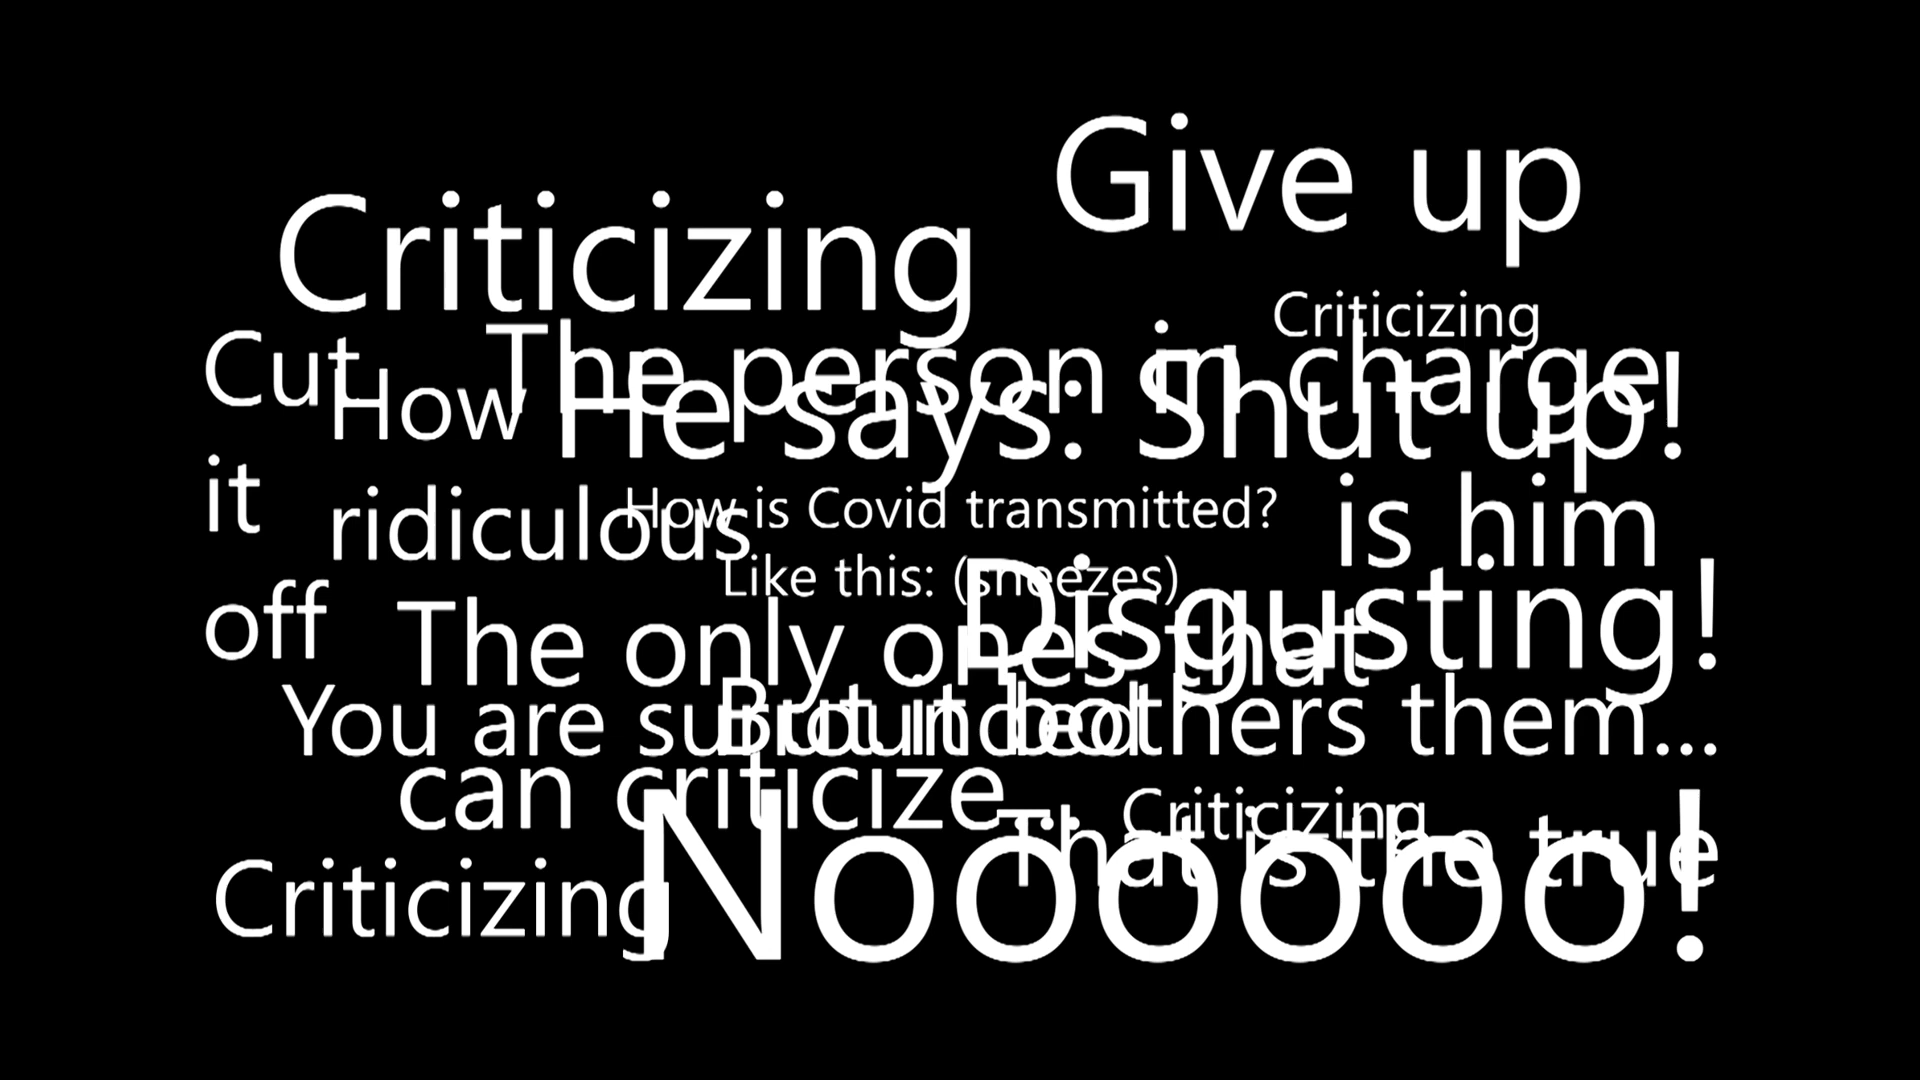 Give up
Criticizing
Criticizing
Cut
it
off
The person in charge
is him
How
ridiculous
He says: Shut up!
How is Covid transmitted?
Like this: (sneezes)
Disgusting!
The only ones that
can criticize...
You are surrounded
But it bothers them...
Criticizing
That is the true
Criticizing
Nooooooo!